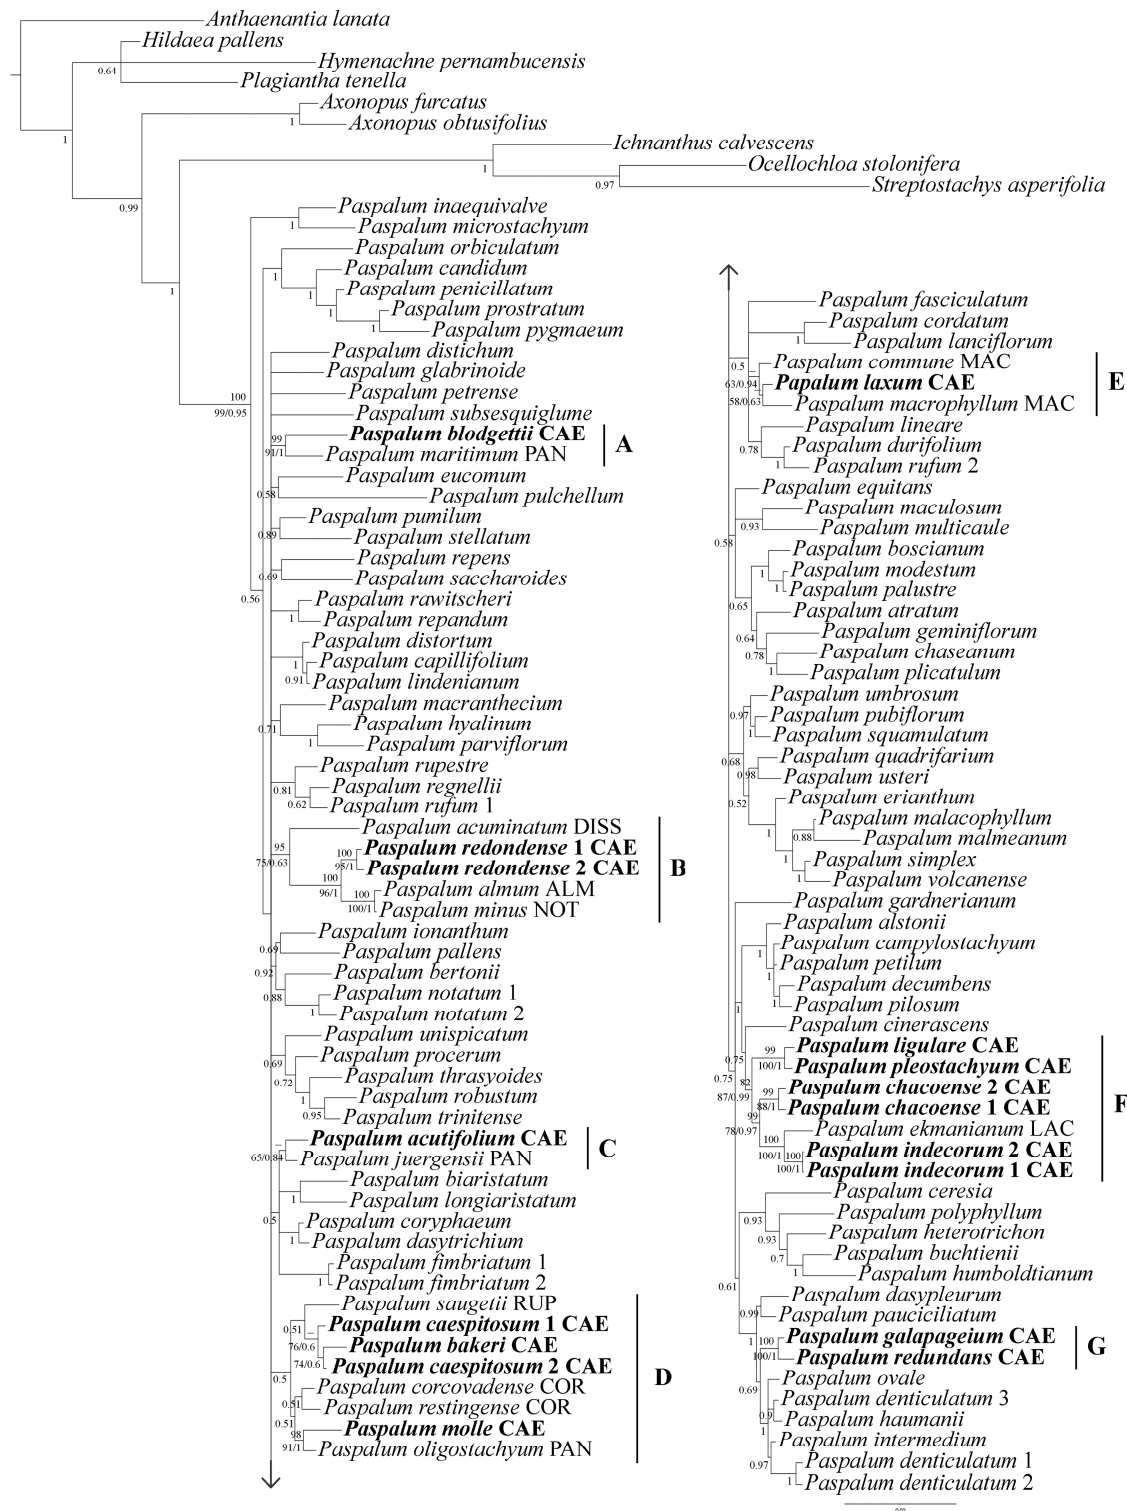 Anthaenantia lanata
Hildaea pallens
0.64
Hymenachne pernambucensis
Plagiantha tenella
1
Axonopus furcatus
1
Axonopus obtusifolius
0.99
Ichnanthus calvescens
1
Ocellochloa stolonifera
0.97
Streptostachys asperifolia
1
Paspalum inaequivalve
1
Paspalum microstachyum
Paspalum orbiculatum
1
Paspalum candidum
1
Paspalum penicillatum
1
Paspalum prostratum
1
Paspalum pygmaeum
Paspalum distichum
Paspalum glabrinoide
Paspalum petrense
100
99/0.95
Paspalum subsesquiglume
99
Paspalum blodgettii CAE
91/1
Paspalum maritimum PAN
A
Paspalum eucomum
0.58
Paspalum pulchellum
Paspalum pumilum
0.89
Paspalum stellatum
Paspalum repens
0.69
Paspalum saccharoides
0.56
Paspalum rawitscheri
1
Paspalum repandum
Paspalum distortum
1
Paspalum capillifolium
0.91
Paspalum lindenianum
Paspalum macranthecium
0.71
Paspalum hyalinum
1
Paspalum parviflorum
Paspalum rupestre
0.81
Paspalum regnellii
0.62
Paspalum rufum 1
Paspalum acuminatum DISS
95
75/0.63
100
Paspalum redondense 1 CAE
95/1
Paspalum redondense 2 CAE
B
100
96/1
100
Paspalum almum ALM
100/1
Paspalum minus NOT
Paspalum ionanthum
0.69
Paspalum pallens
0.92
Paspalum bertonii
0.88
Paspalum notatum 1
1
Paspalum notatum 2
Paspalum unispicatum
0.69
Paspalum procerum
0.72
Paspalum thrasyoides
1
Paspalum robustum
0.95
Paspalum trinitense
Paspalum acutifolium CAE
65/0.84
Paspalum juergensii PAN
C
Paspalum biaristatum
1
Paspalum longiaristatum
0.5
Paspalum coryphaeum
1
Paspalum dasytrichium
Paspalum fimbriatum 1
1
Paspalum fimbriatum 2
Paspalum saugetii RUP
0.51
Paspalum caespitosum 1 CAE
76/0.6
Paspalum bakeri CAE
74/0.6
Paspalum caespitosum 2 CAE
D
0.5
Paspalum corcovadense COR
0.51
Paspalum restingense COR
0.51
Paspalum molle CAE
98
91/1
Paspalum oligostachyum PAN
Paspalum fasciculatum
Paspalum cordatum
1
Paspalum lanciflorum
0.5
Paspalum commune MAC
63/0.94
Papalum laxum CAE
E
58/0.63
Paspalum macrophyllum MAC
Paspalum lineare
0.78
Paspalum durifolium
1
Paspalum rufum 2
Paspalum equitans
Paspalum maculosum
0.93
Paspalum multicaule
0.58
Paspalum boscianum
1
Paspalum modestum
1
Paspalum palustre
0.65
Paspalum atratum
0.64
Paspalum geminiflorum
0.78
Paspalum chaseanum
1
Paspalum plicatulum
Paspalum umbrosum
0.97
Paspalum pubiflorum
1
Paspalum squamulatum
0.68
Paspalum quadrifarium
0.98
Paspalum usteri
0.52
Paspalum erianthum
1
Paspalum malacophyllum
0.88
Paspalum malmeanum
1
Paspalum simplex
1
Paspalum volcanense
Paspalum gardnerianum
Paspalum alstonii
1
Paspalum campylostachyum
1
Paspalum petilum
Paspalum decumbens
1
Paspalum pilosum
1
Paspalum cinerascens
99
Paspalum ligulare CAE
0.75
100/1
Paspalum pleostachyum CAE
0.75
82
87/0.99
99
Paspalum chacoense 2 CAE
88/1
Paspalum chacoense 1 CAE
F
99
78/0.97
Paspalum ekmanianum LAC
100
100/1
100
Paspalum indecorum 2 CAE
100/1
Paspalum indecorum 1 CAE
Paspalum ceresia
0.93
Paspalum polyphyllum
0.93
Paspalum heterotrichon
0.7
Paspalum buchtienii
1
Paspalum humboldtianum
0.61
Paspalum dasypleurum
0.99
Paspalum pauciciliatum
1
100
Paspalum galapageium CAE
100/1
Paspalum redundans CAE
G
Paspalum ovale
0.69
Paspalum denticulatum 3
0.9
Paspalum haumanii
1
Paspalum intermedium
0.97
Paspalum denticulatum 1
1
Paspalum denticulatum 2